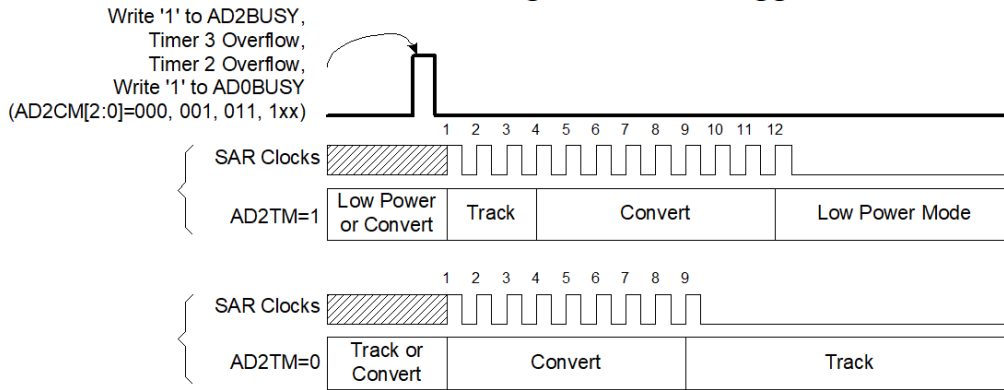 Write '1' to AD2BUSY,
Timer 3 Overflow,
Timer 2 Overflow,
Write '1' to AD0BUSY
(AD2CM[2:0]=000, 001, 011, 1xx)
1 2 3 4 5 6 7 8 9 10 11 12
SAR Clocks
AD2TM=1
Low Power
or Convert
Track
Convert
Low Power Mode
1 2 3 4 5 6 7 8 9
SAR Clocks
AD2TM=0
Track or
Convert
Convert
Track